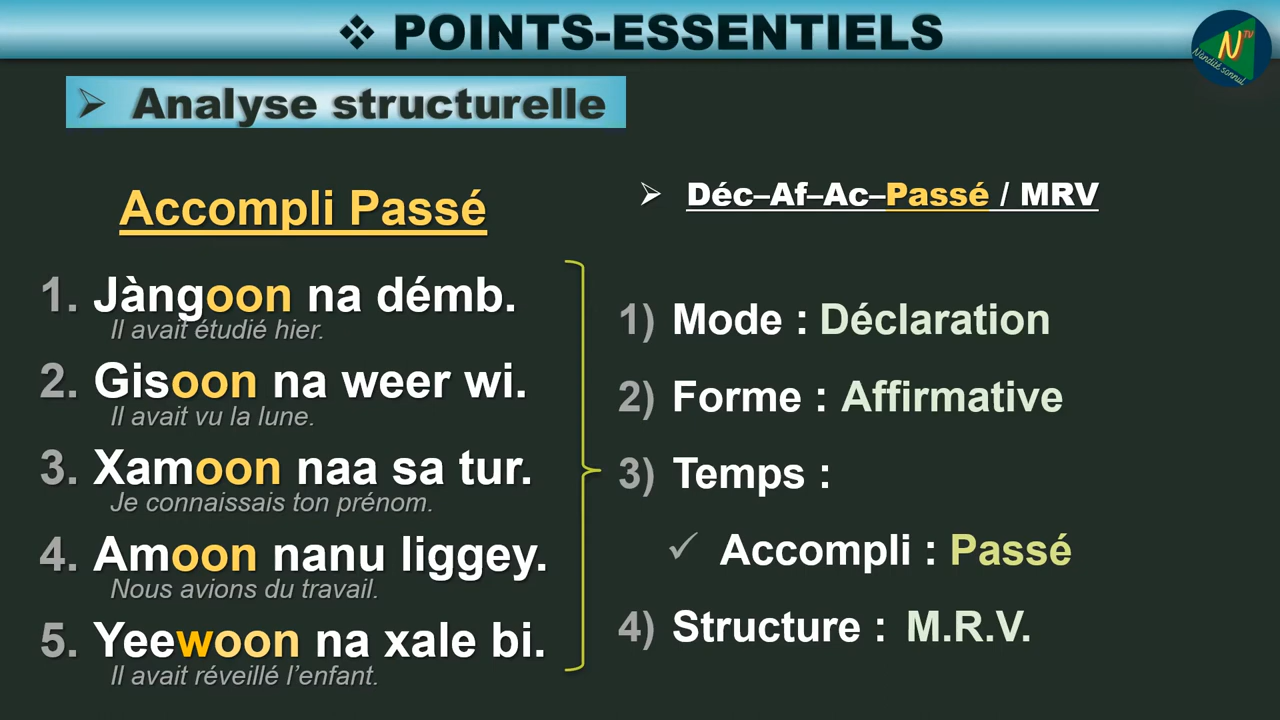 ❖ POINTS-ESSENTIELS
N TV
Nàndité sonnui
➢ Analyse structurelle
Accompli Passé
1. Jàngoon na démb.
Il avait étudié hier.
2. Gisoon na weer wi.
Il avait vu la lune.
3. Xamoon naa sa tur.
Je connaissais ton prénom.
4. Amoon nanu liggey.
Nous avions du travail.
5. Yeewoon na xale bi.
Il avait réveillé l’enfant.
➢ Déc–Af–Ac–Passé / MRV
1) Mode : Déclaration
2) Forme : Affirmative
3) Temps :
✓ Accompli : Passé
4) Structure : M.R.V.